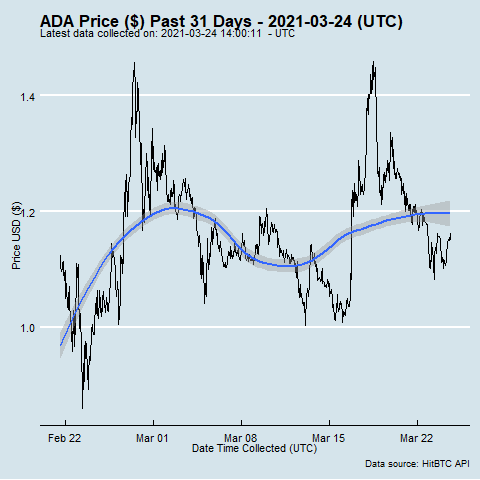 ADA Price ($) Past 31 Days - 2021-03-24 (UTC)
Latest data collected on: 2021-03-24 14:00:11 - UTC
1.4
1.2
1.0
Price USD ($)
Feb 22 Mar 01 Mar 08 Mar 15 Mar 22
Date Time Collected (UTC)
Data source: HitBTC API